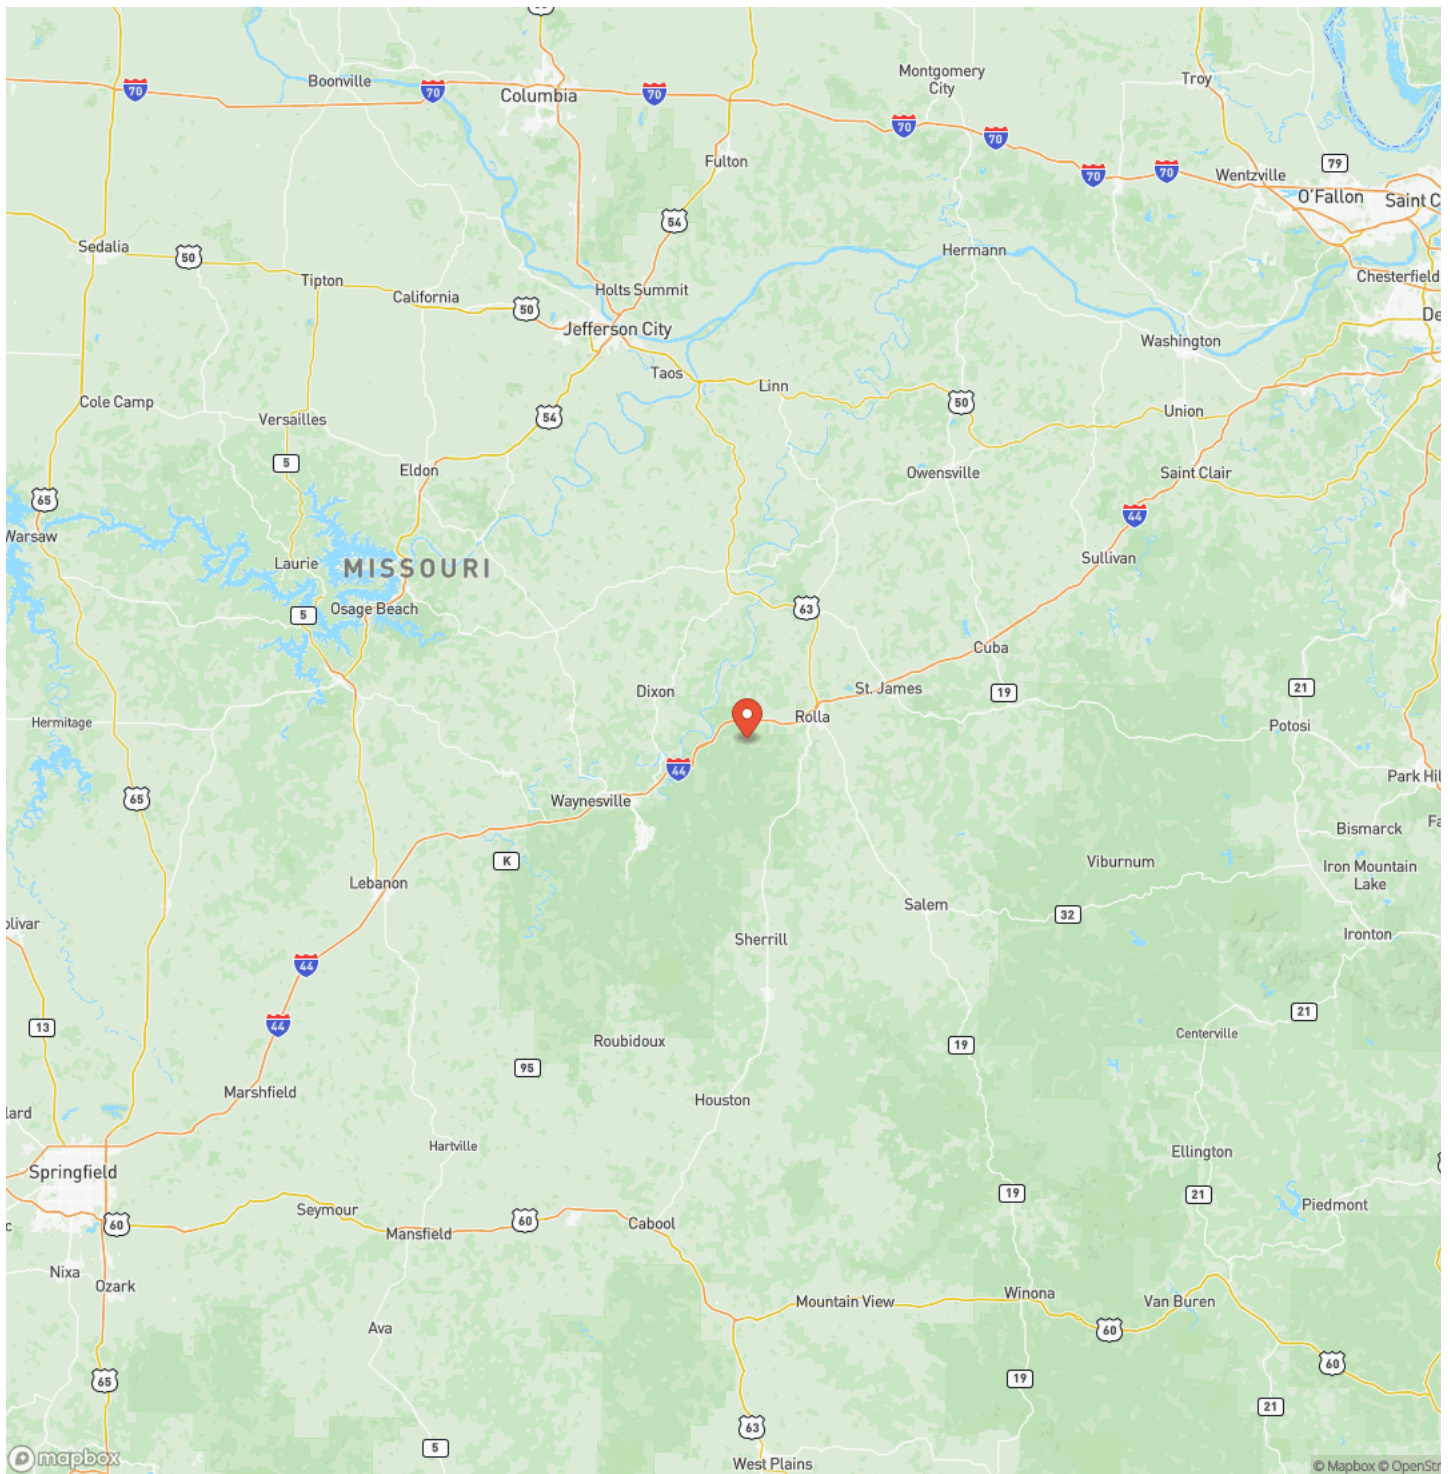 70
Boonville
70
Columbia
70
Montgomery
City
Troy
70
70
70
70
Fulton
79
Wentzville
O'Fallon
Saint C
54
Sedalia
50
Hermann
Tipton
California
Holts Summit
50
Chesterfield
Jefferson City
De
Washington
Taos
Linn
50
Cole Camp
Versailles
54
Union
5
Eldon
Owensville
Saint Clair
65
44
Warsaw
Laurie
MISSOURI
Sullivan
5
Osage Beach
63
Cuba
Dixon
St. James
19
21
Hermitage
Rolla
Potosi
44
65
Waynesville
Park Hil
Bismarck
Fa
K
Viburnum
Iron Mountain
Lake
Lebanon
Salem
32
olivar
Sherrill
Ironton
44
13
44
21
Centerville
Roubidoux
19
95
Marshfield
Houston
lard
Hartville
Ellington
Springfield
19
21
Piedmont
Seymour
60
60
Mansfield
Cabool
c
Nixa
Ozark
Mountain View
Winona
Van Buren
Ava
60
60
65
19
21
5
63
mapbox
West Plains
© Mapbox © OpenStr